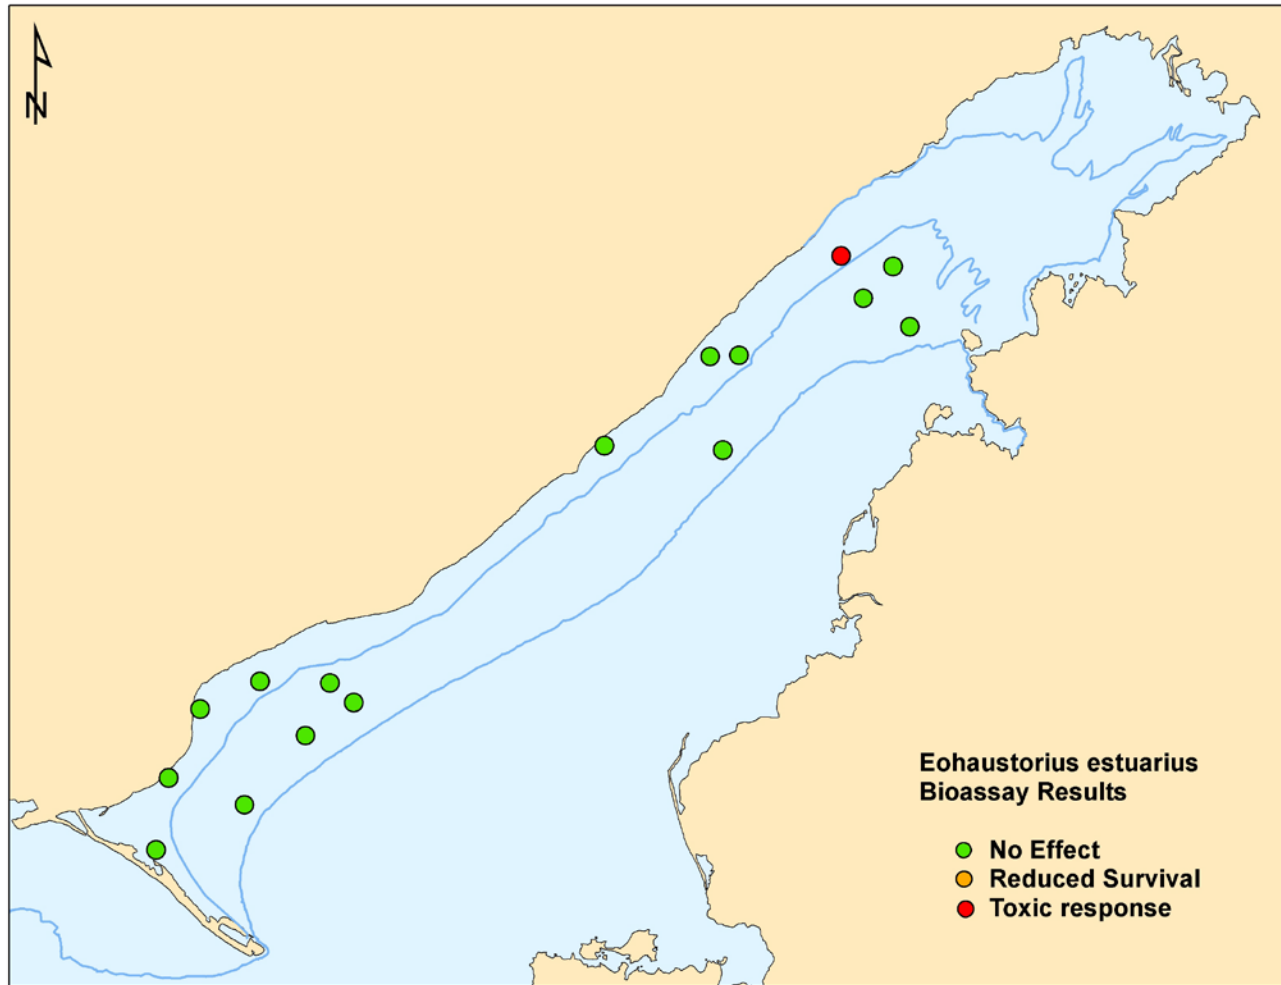 N
Eohaustorius estuarius
Bioassay Results
No Effect
Reduced Survival
Toxic response